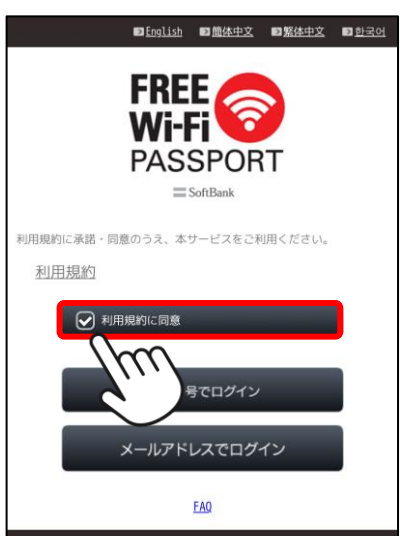 English 簡体中文 繁体中文 한국어
FREE
Wi-Fi
PASSPORT
SoftBank
利用規約に承諾・同意のうえ、本サービスをご利用ください。
利用規約
利用規約に同意
号でログイン
メールアドレスでログイン
FAQ